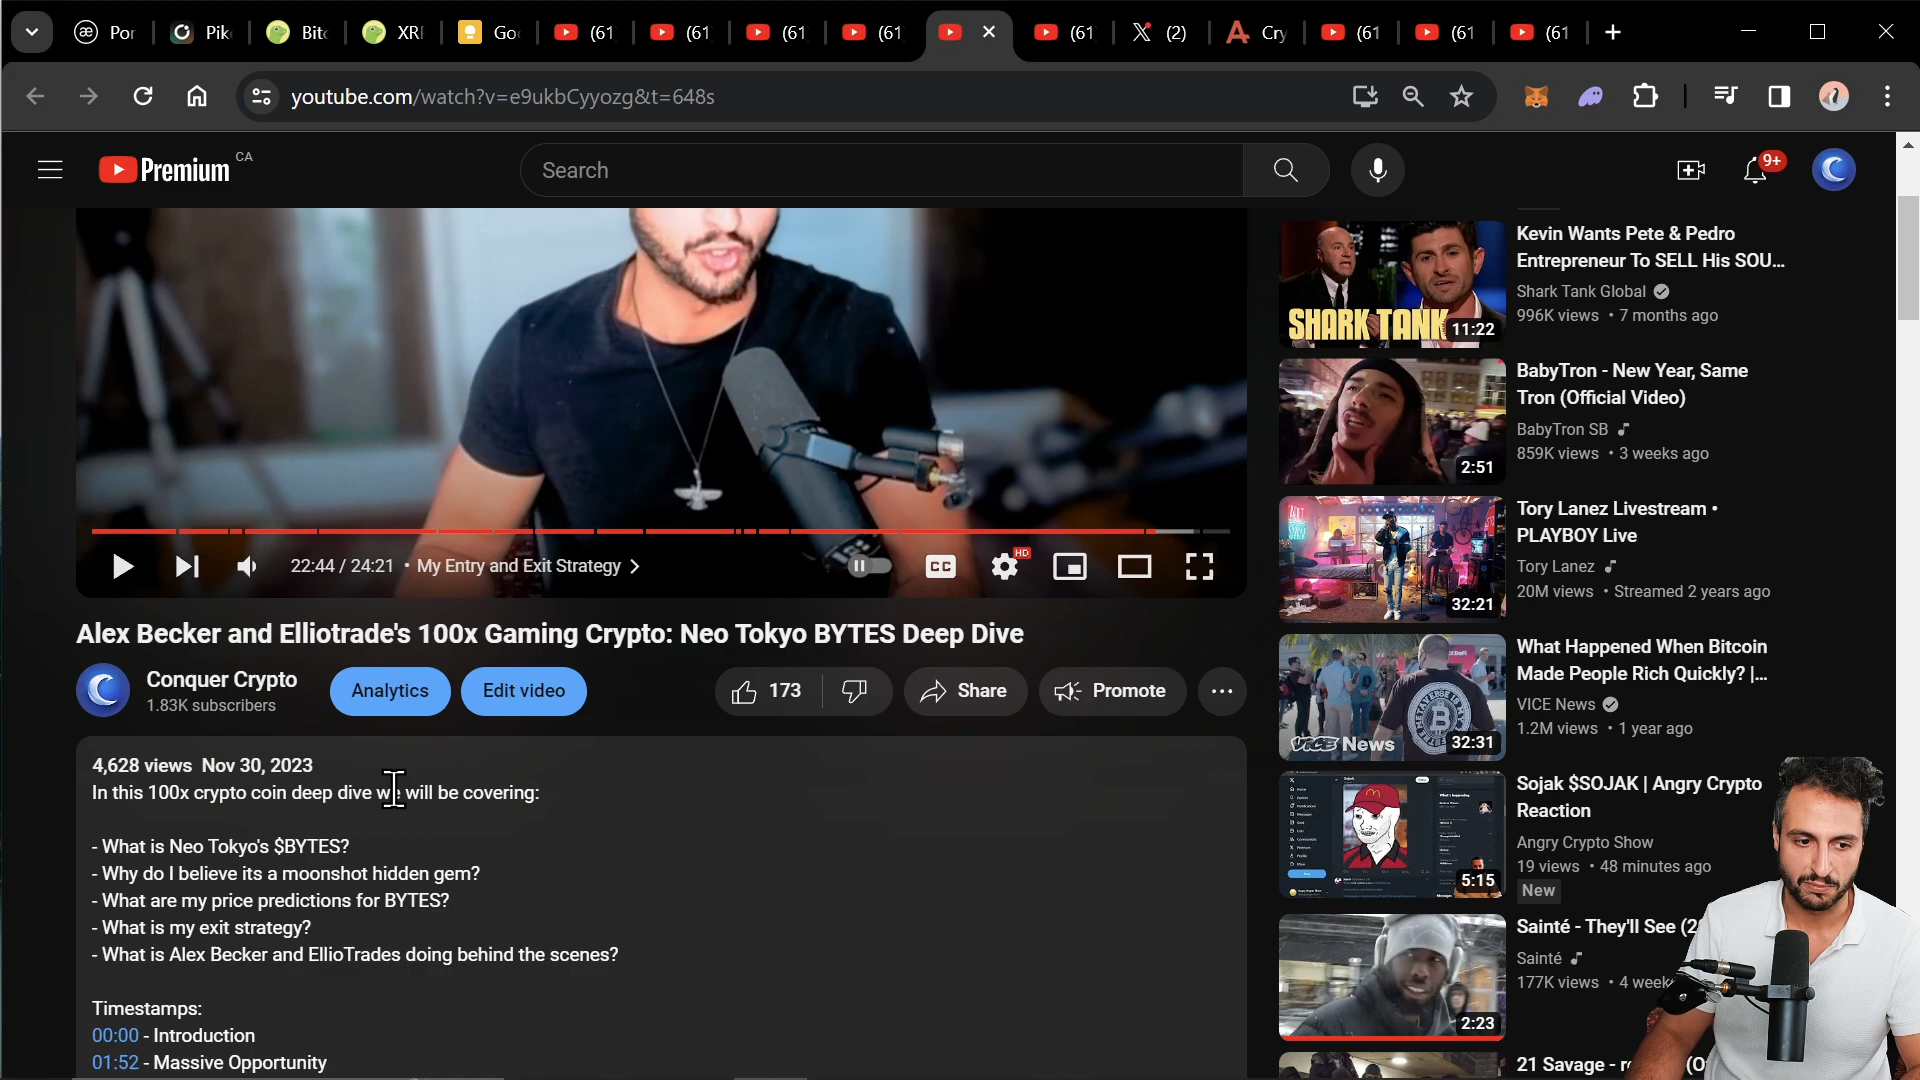 Por
Pik
Bitc
XRI
Goo
(61
(61
(61
(61
(61
(2)
Cry
(61
(61
(61
youtube.com/watch?v=e9ukbCyyozg&t=648s
Premium CA
Search
9+
22:44 / 24:21 • My Entry and Exit Strategy
CC
HD
Alex Becker and Elliotrade's 100x Gaming Crypto: Neo Tokyo BYTES Deep Dive
Conquer Crypto
1.83K subscribers
Analytics
Edit video
173
Share
Promote
4,628 views Nov 30, 2023
In this 100x crypto coin deep dive we will be covering:
- What is Neo Tokyo's $BYTES?
- Why do I believe its a moonshot hidden gem?
- What are my price predictions for BYTES?
- What is my exit strategy?
- What is Alex Becker and EllioTrades doing behind the scenes?
Timestamps:
00:00 - Introduction
01:52 - Massive Opportunity
SHARK TANK
11:22
Kevin Wants Pete & Pedro
Entrepreneur To SELL His SOU...
Shark Tank Global
996K views • 7 months ago
2:51
BabyTron - New Year, Same
Tron (Official Video)
BabyTron SB
859K views • 3 weeks ago
32:21
Tory Lanez Livestream •
PLAYBOY Live
Tory Lanez
20M views • Streamed 2 years ago
VICE News
32:31
What Happened When Bitcoin
Made People Rich Quickly? |...
VICE News
1.2M views • 1 year ago
5:15
Sojak $SOJAK | Angry Crypto
Reaction
Angry Crypto Show
19 views • 48 minutes ago
New
2:23
Sainté - They'll See (2
Sainté
177K views • 4 week
21 Savage - r
(O